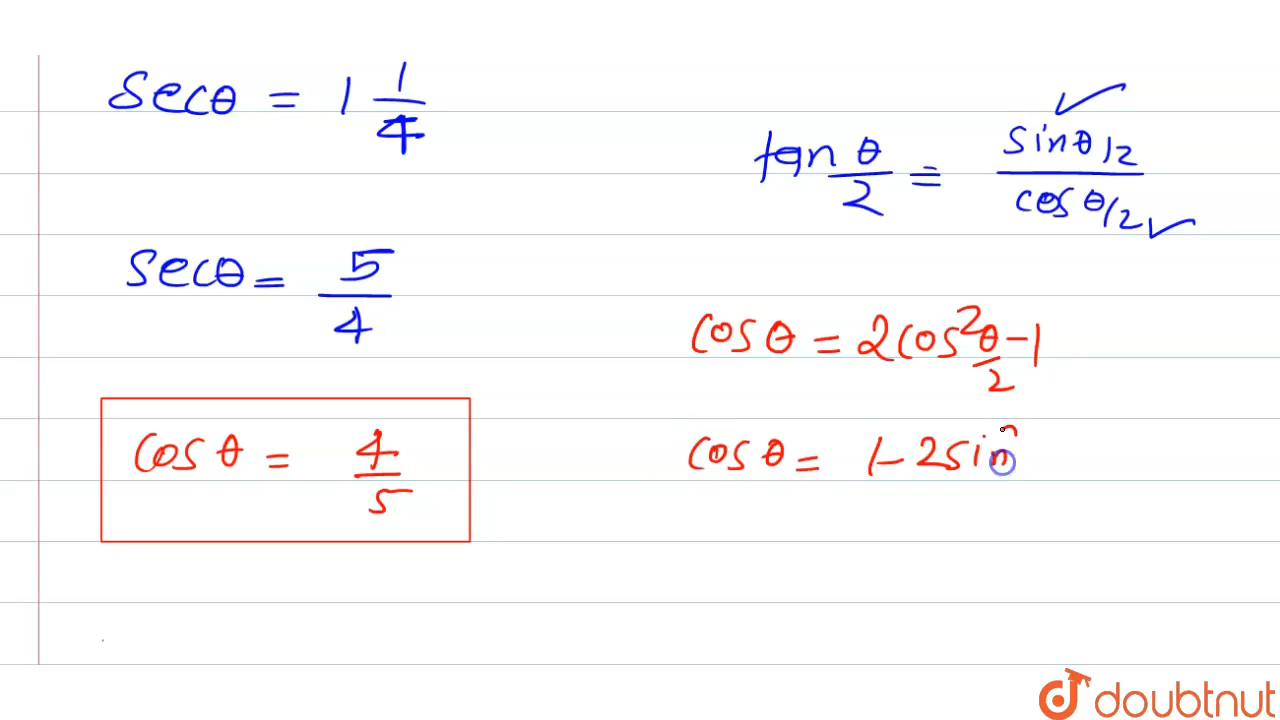 secθ = 1 1/4
secθ = 5/4
cosθ = 4/5
tan θ/2 = sinθ/2 / cosθ/2
cosθ = 2cos²θ/2 - 1
cosθ = 1 - 2sin
doubtnut